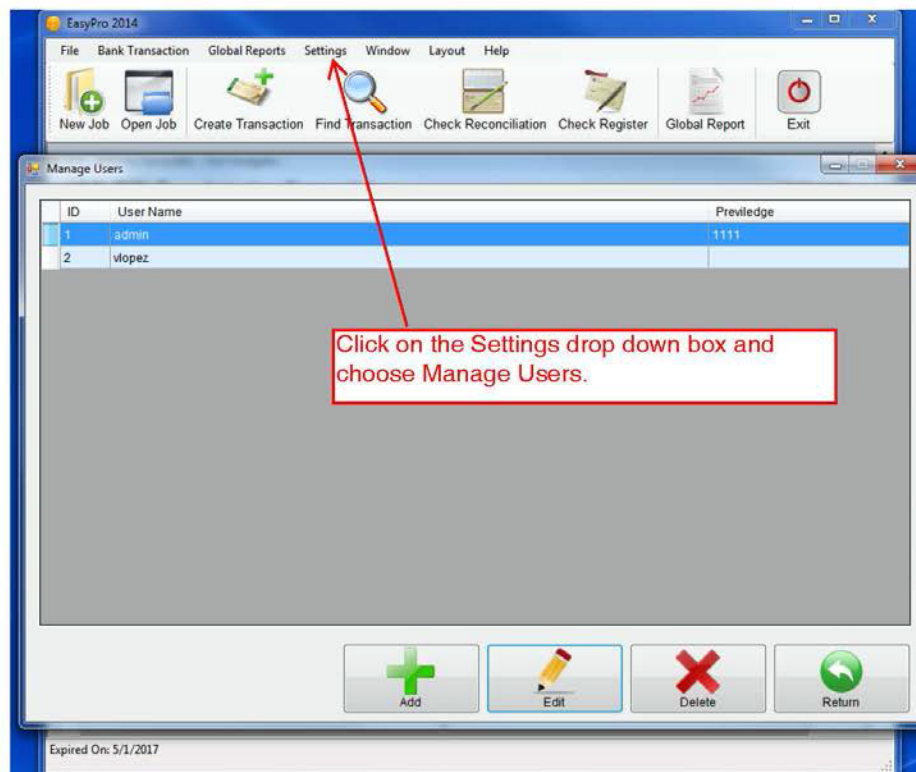 EasyPro 2014
File Bank Transaction Global Reports Settings Window Layout Help
New Job Open Job Create Transaction Find Transaction Check Reconciliation Check Register Global Report Exit
Manage Users
ID User Name Previledge
1 admin 1111
2 vlopez
Click on the Settings drop down box and
choose Manage Users.
Add Edit Delete Return
Expired On: 5/1/2017